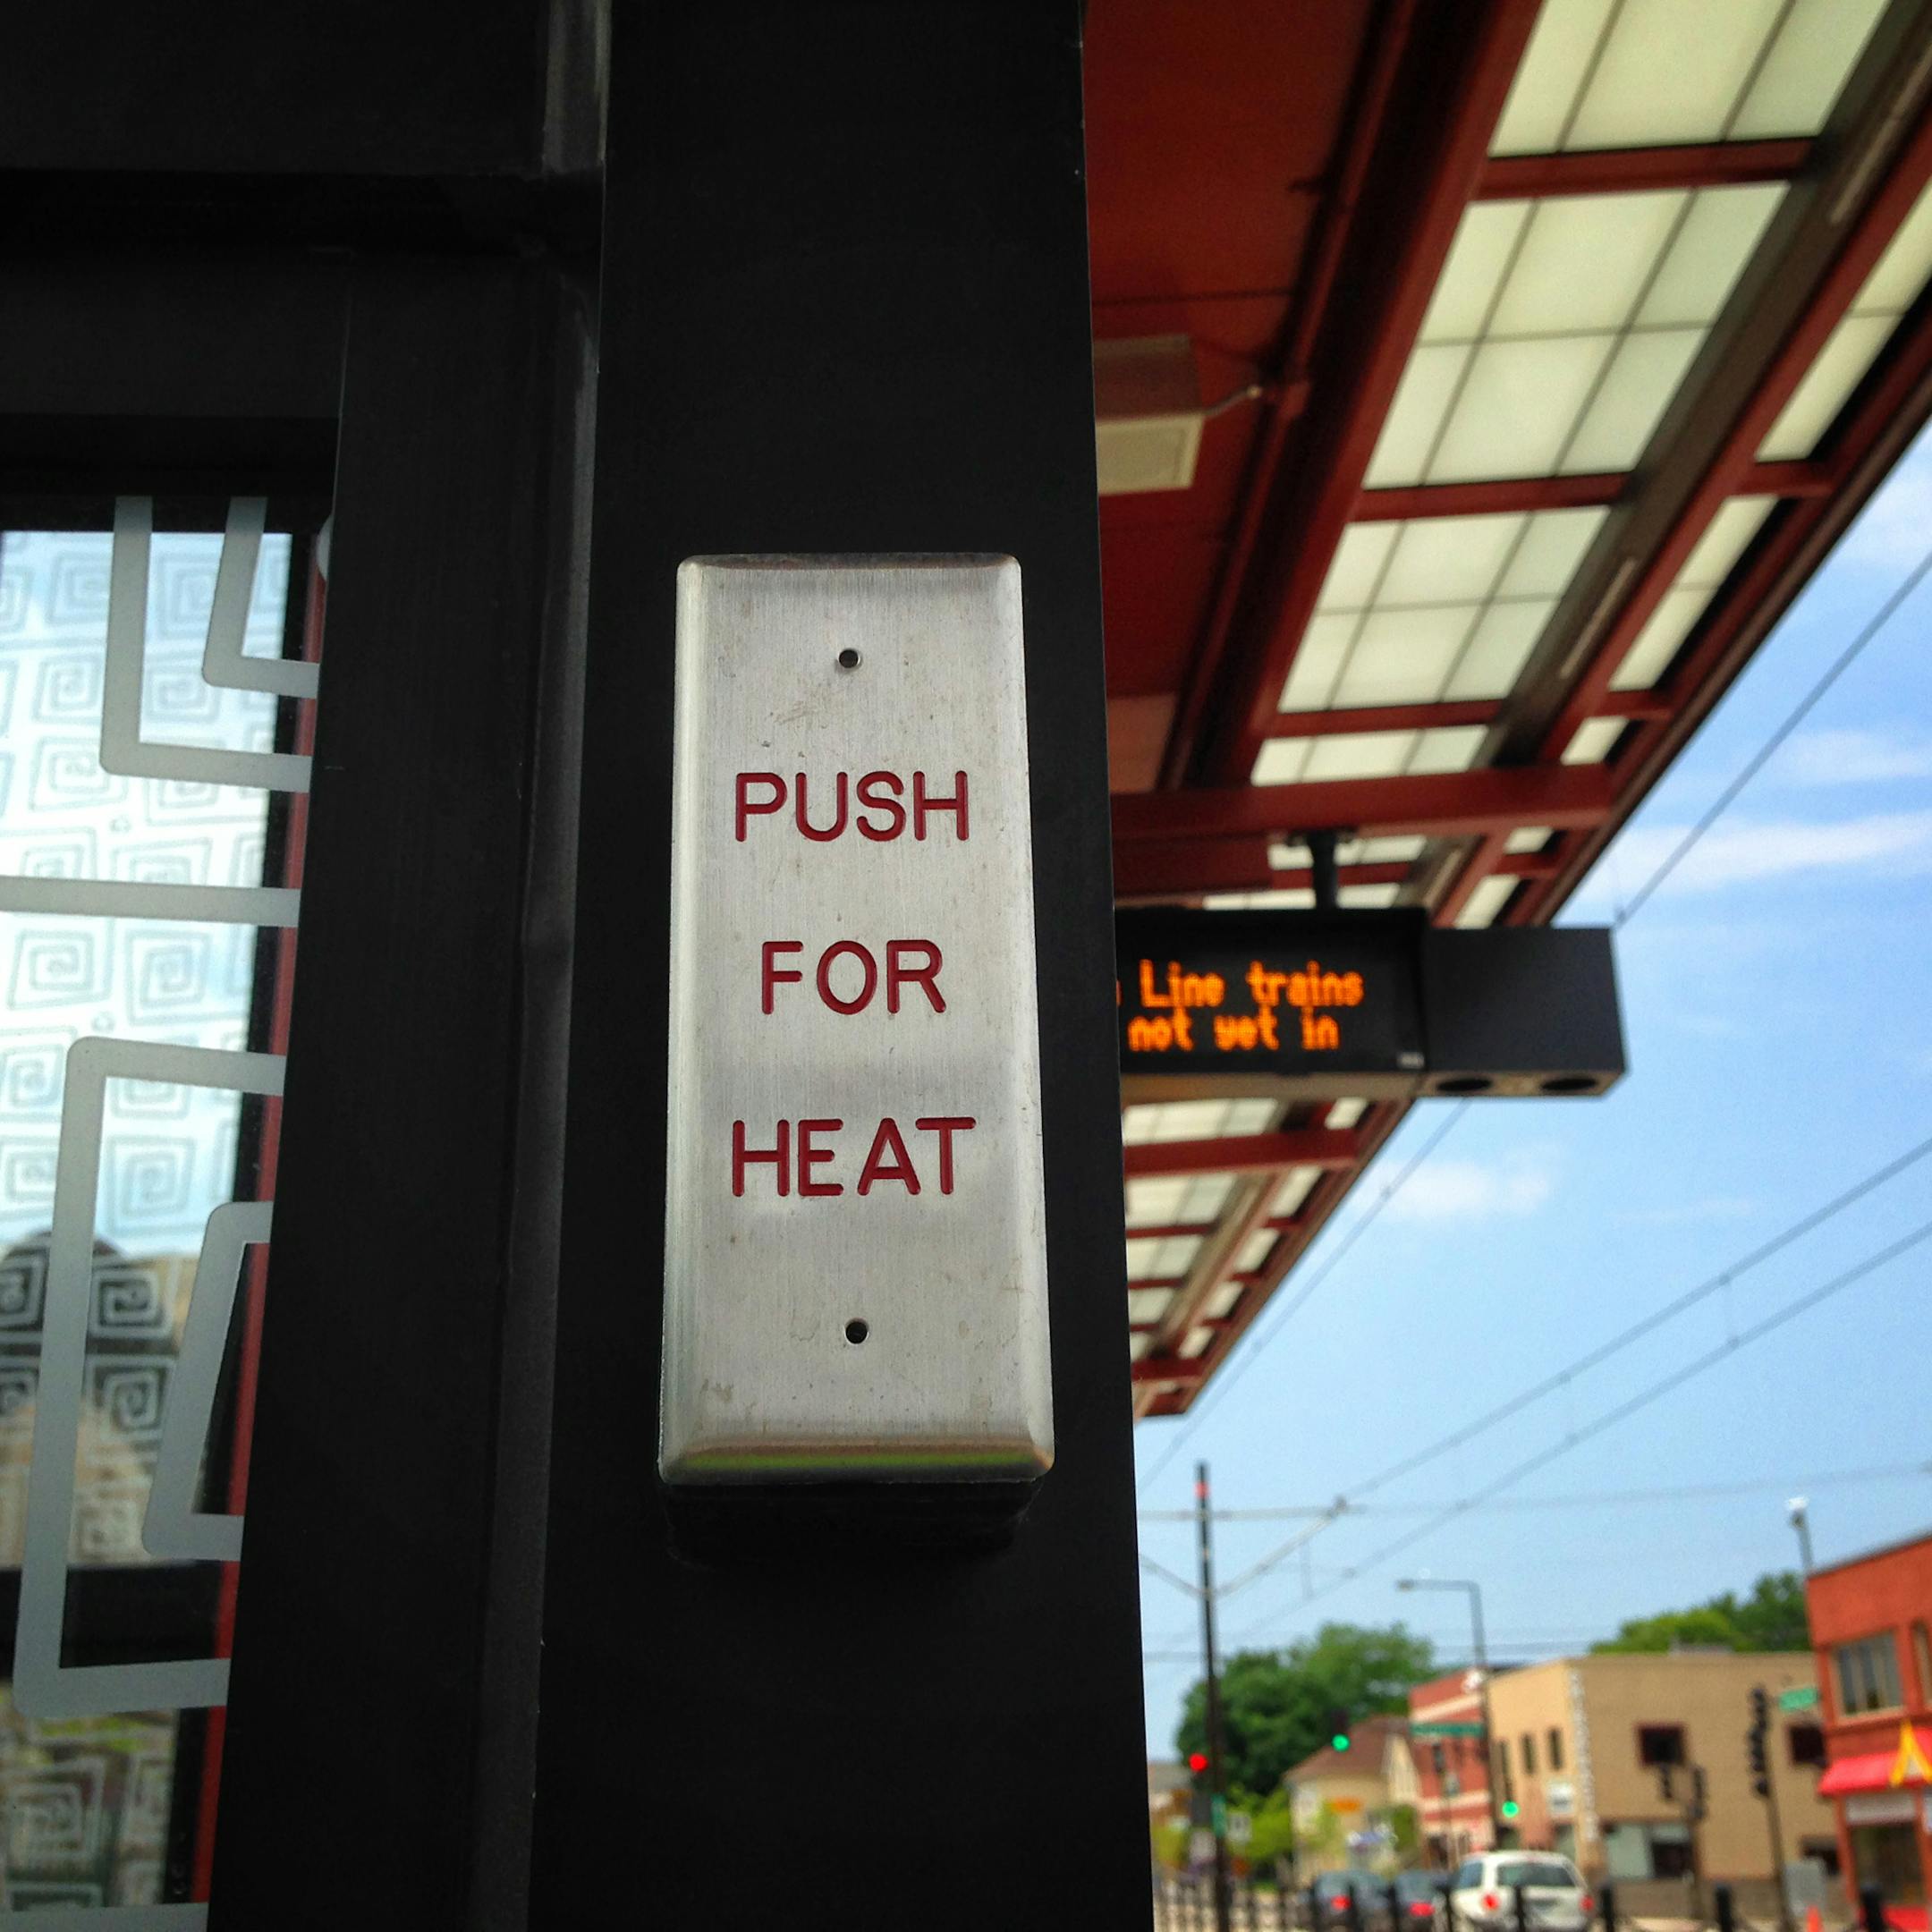 PUSH
FOR
HEAT
Line trains
not yet in